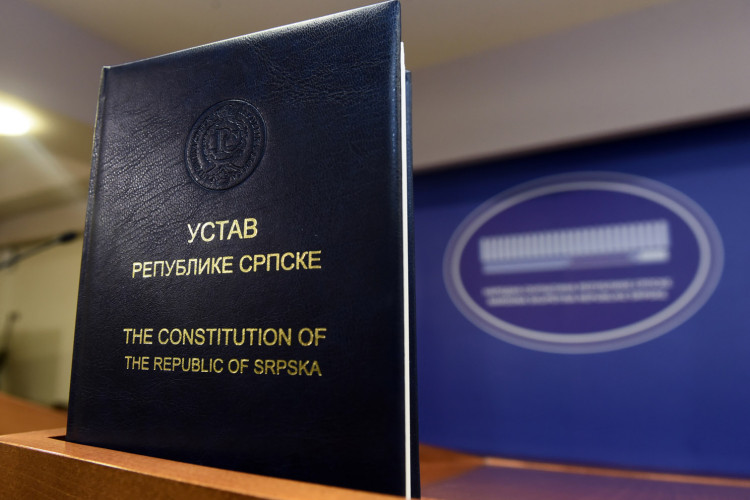 УСТАВ
РЕПУБЛИКЕ СРПСКЕ
THE CONSTITUTION OF
THE REPUBLIC OF SRPSKA